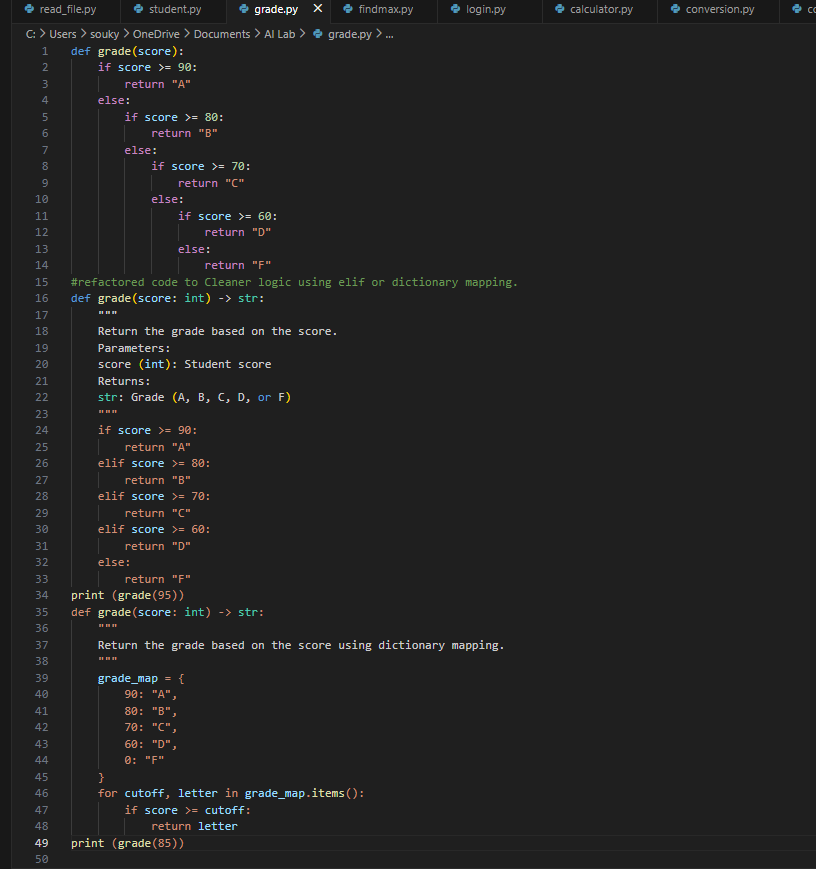 read_file.py student.py grade.py × findmax.py login.py calculator.py conversion.py
C: > Users > souky > OneDrive > Documents > AI Lab > grade.py > ...
1 def grade(score):
2     if score >= 90:
3         return "A"
4     else:
5         if score >= 80:
6             return "B"
7         else:
8             if score >= 70:
9                 return "C"
10             else:
11                 if score >= 60:
12                     return "D"
13                 else:
14                     return "F"
15 #refactored code to Cleaner logic using elif or dictionary mapping.
16 def grade(score: int) -> str:
17     """
18     Return the grade based on the score.
19     Parameters:
20     score (int): Student score
21     Returns:
22     str: Grade (A, B, C, D, or F)
23     """
24     if score >= 90:
25         return "A"
26     elif score >= 80:
27         return "B"
28     elif score >= 70:
29         return "C"
30     elif score >= 60:
31         return "D"
32     else:
33         return "F"
34 print (grade(95))
35 def grade(score: int) -> str:
36     """
37     Return the grade based on the score using dictionary mapping.
38     """
39     grade_map = {
40         90: "A",
41         80: "B",
42         70: "C",
43         60: "D",
44         0: "F"
45     }
46     for cutoff, letter in grade_map.items():
47         if score >= cutoff:
48             return letter
49 print (grade(85))
50